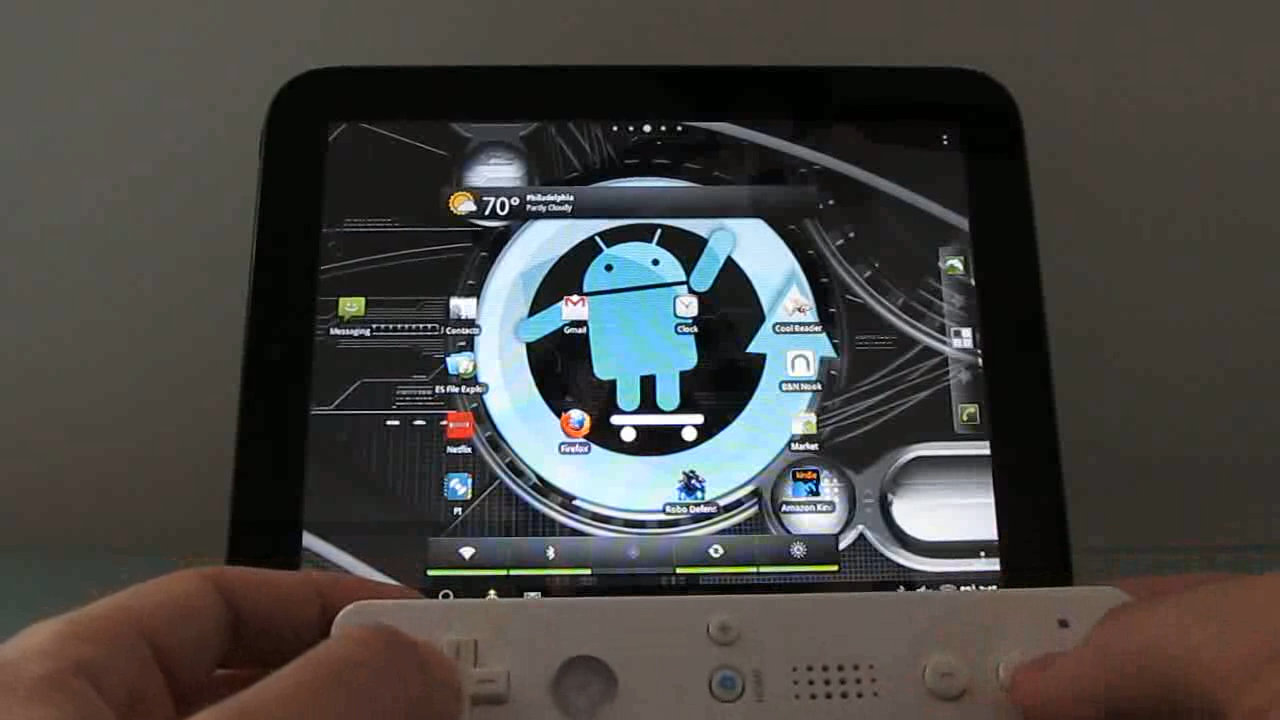 70°
Philadelphia
Partly Cloudy
Messaging
Contacts
Gmail
Clock
Cool Reader
ES File Explo
B&N Nook
Netflix
Firefox
Market
Robo Defens
kindle
Amazon Kin
HOME